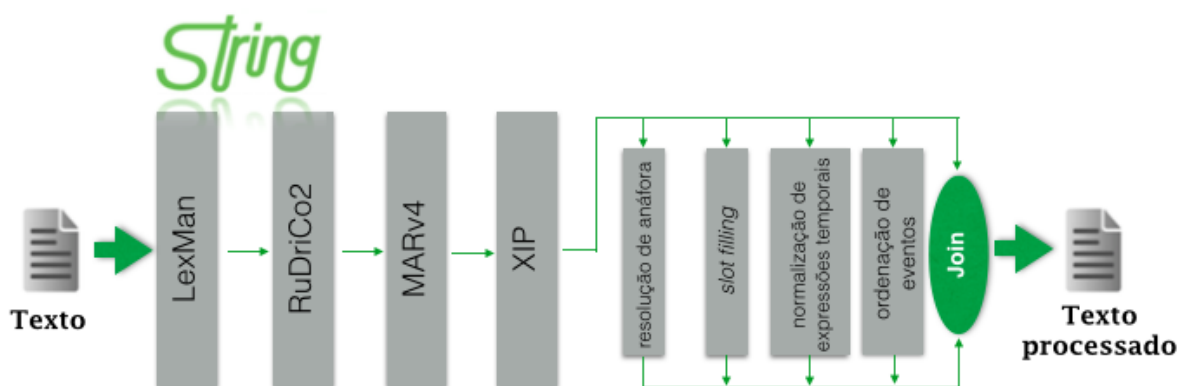 String
Texto
LexMan
RuDriCo2
MARv4
XIP
resolução de anáfora
slot filling
normalização de
expressões temporais
ordenação de
eventos
Join
Texto
processado